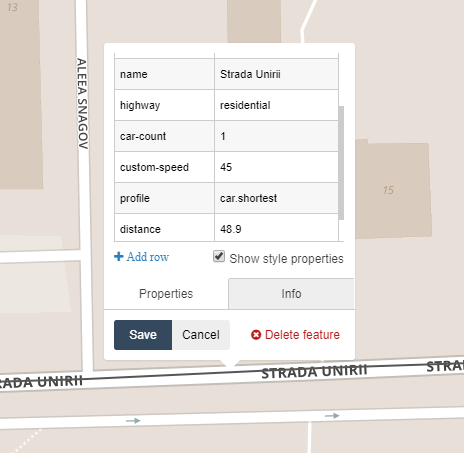 13
ALEEA SNAGOV
name Strada Unirii
highway residential
car-count 1
custom-speed 45
profile car.shortest
distance 48.9
15
+ Add row Show style properties
Properties Info
Save Cancel Delete feature
RADA UNIRII STRADA UNIRII STRA